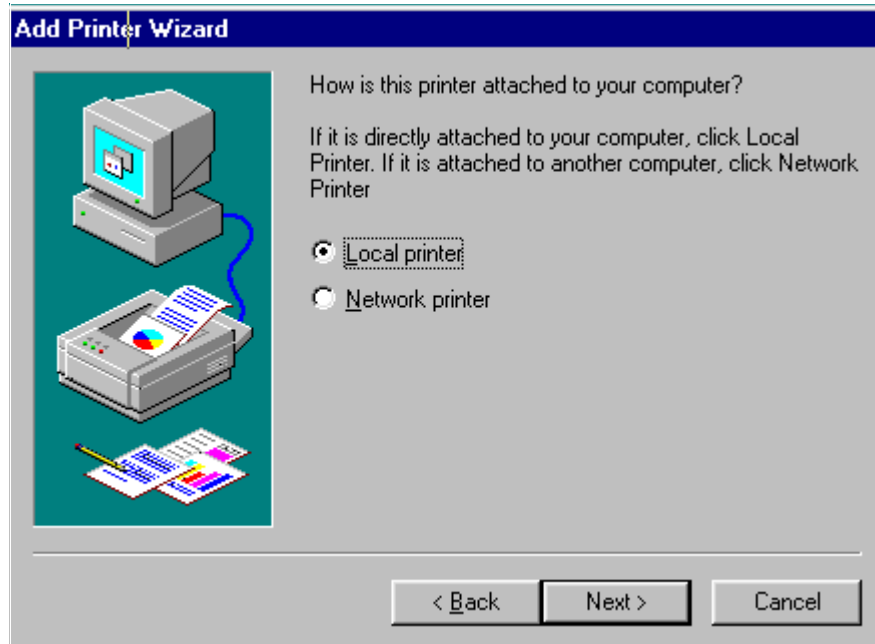 Add Printer Wizard
How is this printer attached to your computer?
If it is directly attached to your computer, click Local
Printer. If it is attached to another computer, click Network
Printer
Local printer
Network printer
< Back
Next >
Cancel